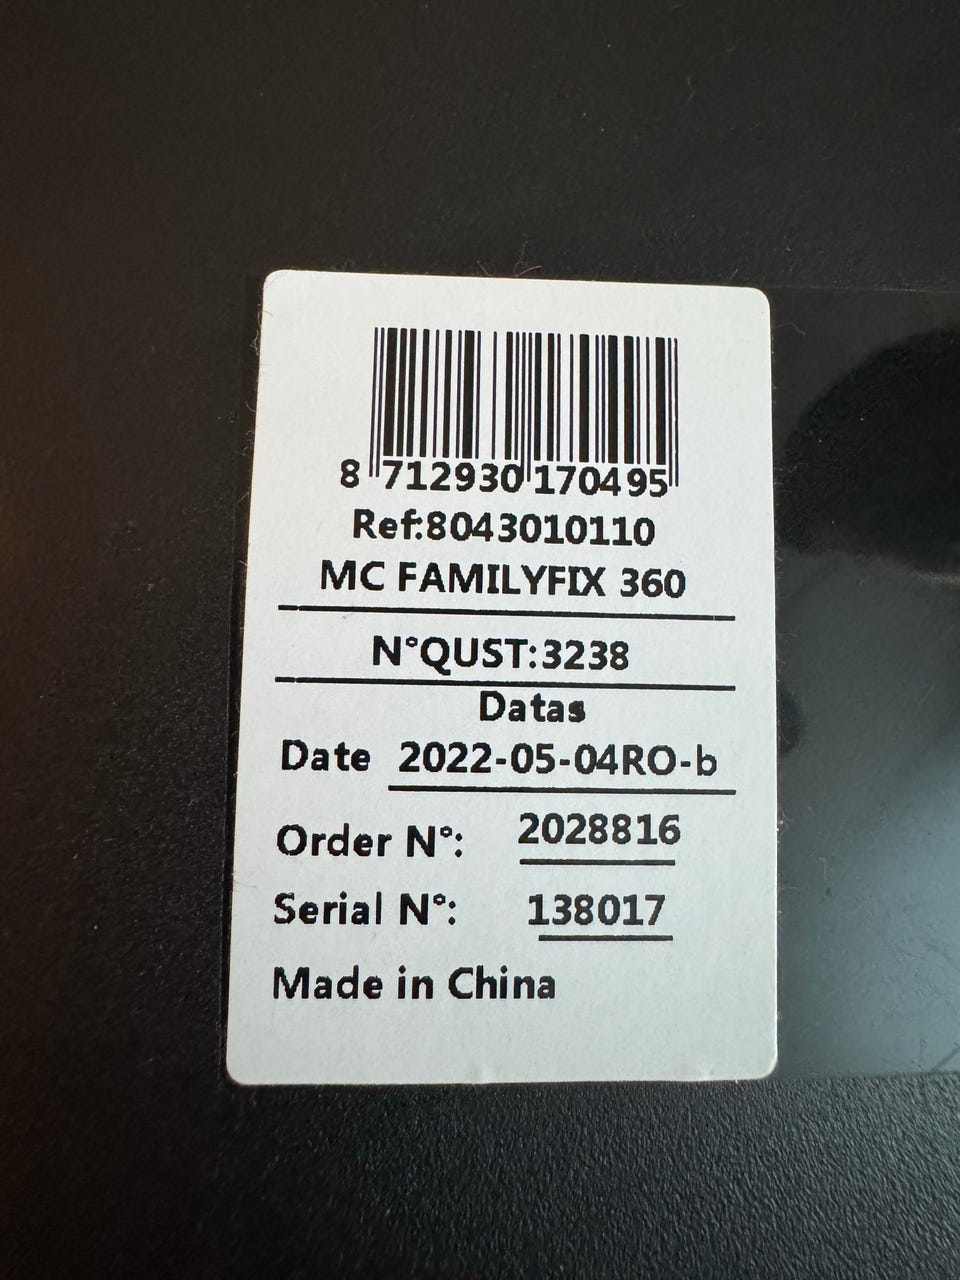 8 712930 170495
Ref:8043010110
MC FAMILYFIX 360
N°QUST:3238
Datas
Date 2022-05-04RO-b
Order N°: 2028816
Serial N°: 138017
Made in China